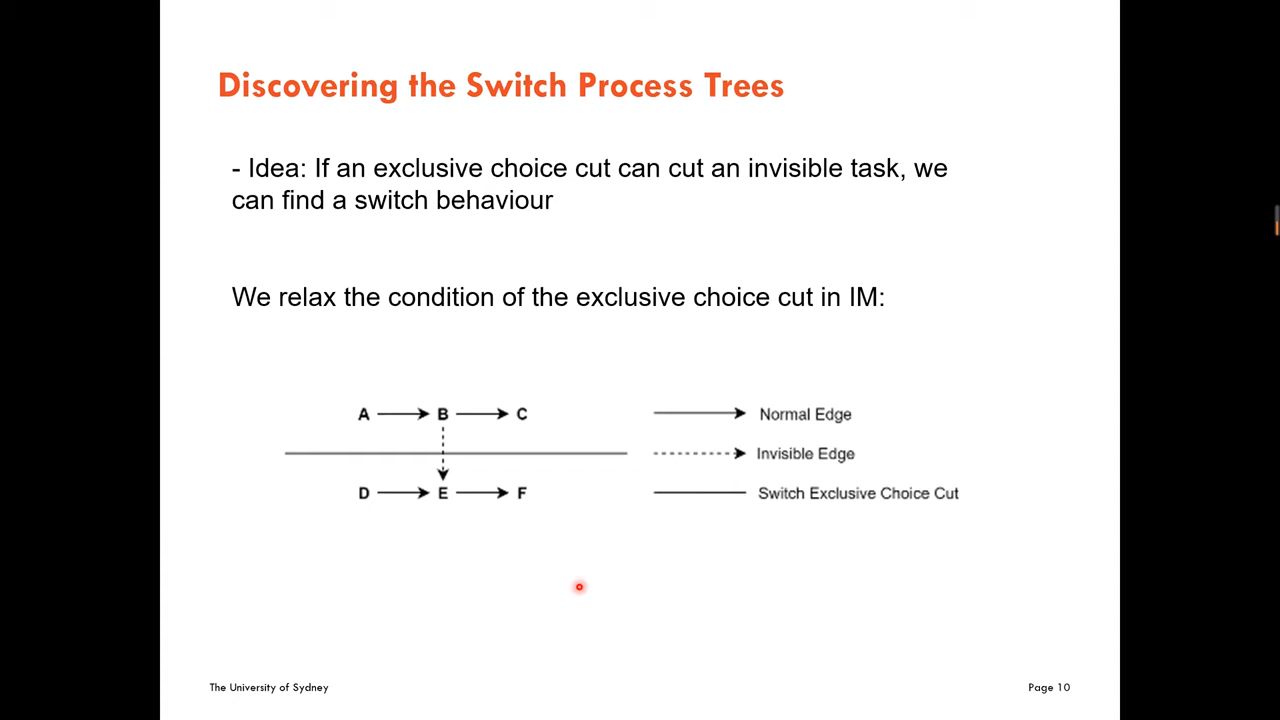 Discovering the Switch Process Trees
- Idea: If an exclusive choice cut can cut an invisible task, we
can find a switch behaviour
We relax the condition of the exclusive choice cut in IM:
A B C
D E F
Normal Edge
Invisible Edge
Switch Exclusive Choice Cut
The University of Sydney
Page 10